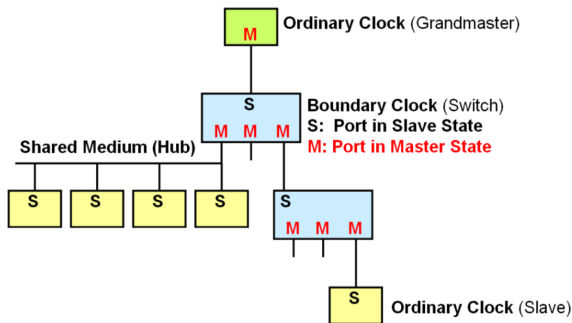 Ordinary Clock (Grandmaster)
M
S
Boundary Clock (Switch)
M M M
S: Port in Slave State
M: Port in Master State
Shared Medium (Hub)
S S S S
S
M M M
S
Ordinary Clock (Slave)